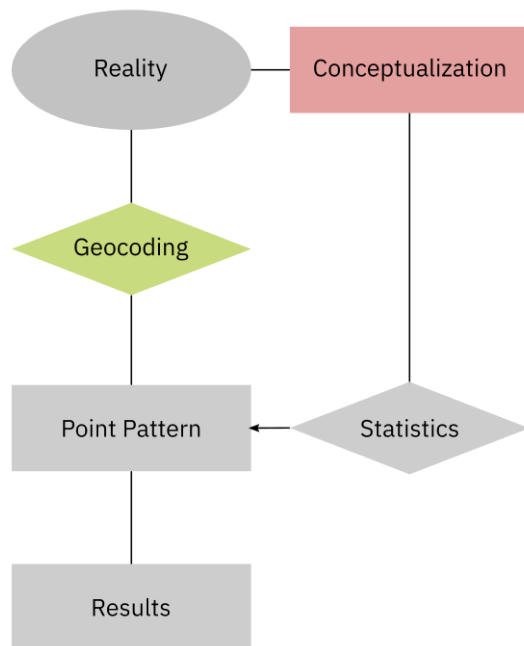 Reality
Conceptualization
Geocoding
Point Pattern
Statistics
Results